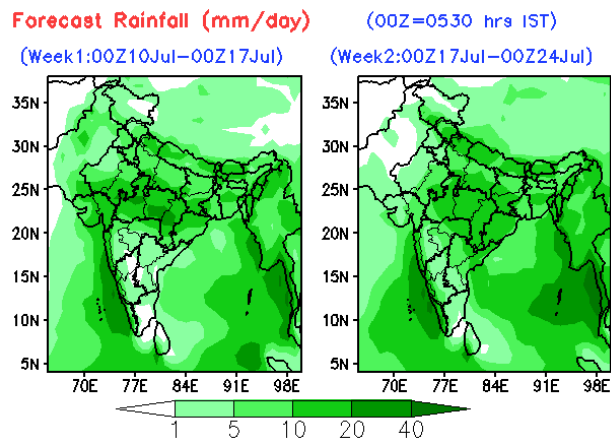 Forecast Rainfall (mm/day) (00Z=0530 hrs IST)
(Week1:00Z10Jul−00Z17Jul) (Week2:00Z17Jul−00Z24Jul)
35N 35N
30N 30N
25N 25N
20N 20N
15N 15N
10N 10N
5N 5N
70E 77E 84E 91E 98E 70E 77E 84E 91E 98E
1 5 10 20 40